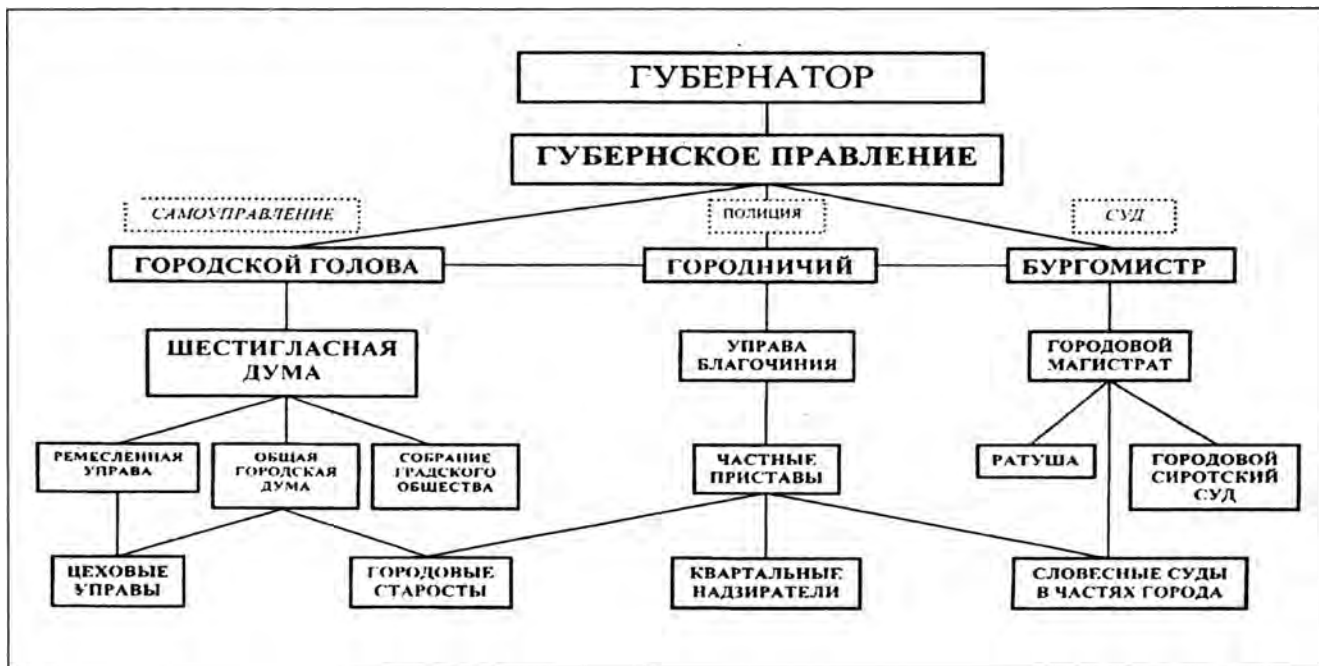 ГУБЕРНАТОР
ГУБЕРНСКОЕ ПРАВЛЕНИЕ
САМОУПРАВЛЕНИЕ
ПОЛИЦИЯ
СУД
ГОРОДСКОЙ ГОЛОВА
ГОРОДНИЧИЙ
БУРГОМИСТР
ШЕСТИГЛАСНАЯ
ДУМА
УПРАВА
БЛАГОЧИНИЯ
ГОРОДОВОЙ
МАГИСТРАТ
РЕМЕСЛЕННАЯ
УПРАВА
ОБЩАЯ
ГОРОДСКАЯ
ДУМА
СОБРАНИЕ
ГРАДСКОГО
ОБЩЕСТВА
ЧАСТНЫЕ
ПРИСТАВЫ
РАТУША
ГОРОДОВОЙ
СИРОТСКИЙ
СУД
ЦЕХОВЫЕ
УПРАВЫ
ГОРОДОВЫЕ
СТАРОСТЫ
КВАРТАЛЬНЫЕ
НАДЗИРАТЕЛИ
СЛОВЕСНЫЕ СУДЫ
В ЧАСТЯХ ГОРОДА